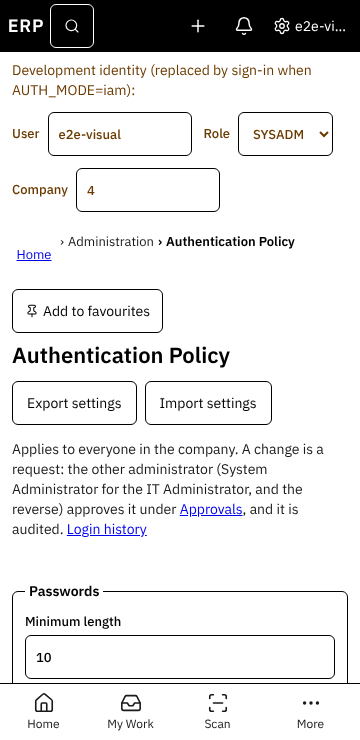 ERP
e2e-vi...
Development identity (replaced by sign-in when
AUTH_MODE=iam):
User e2e-visual Role SYSADM
Company 4
Home › Administration › Authentication Policy
Add to favourites
Authentication Policy
Export settings Import settings
Applies to everyone in the company. A change is a
request: the other administrator (System
Administrator for the IT Administrator, and the
reverse) approves it under Approvals, and it is
audited. Login history
Passwords
Minimum length
10
Home My Work Scan More